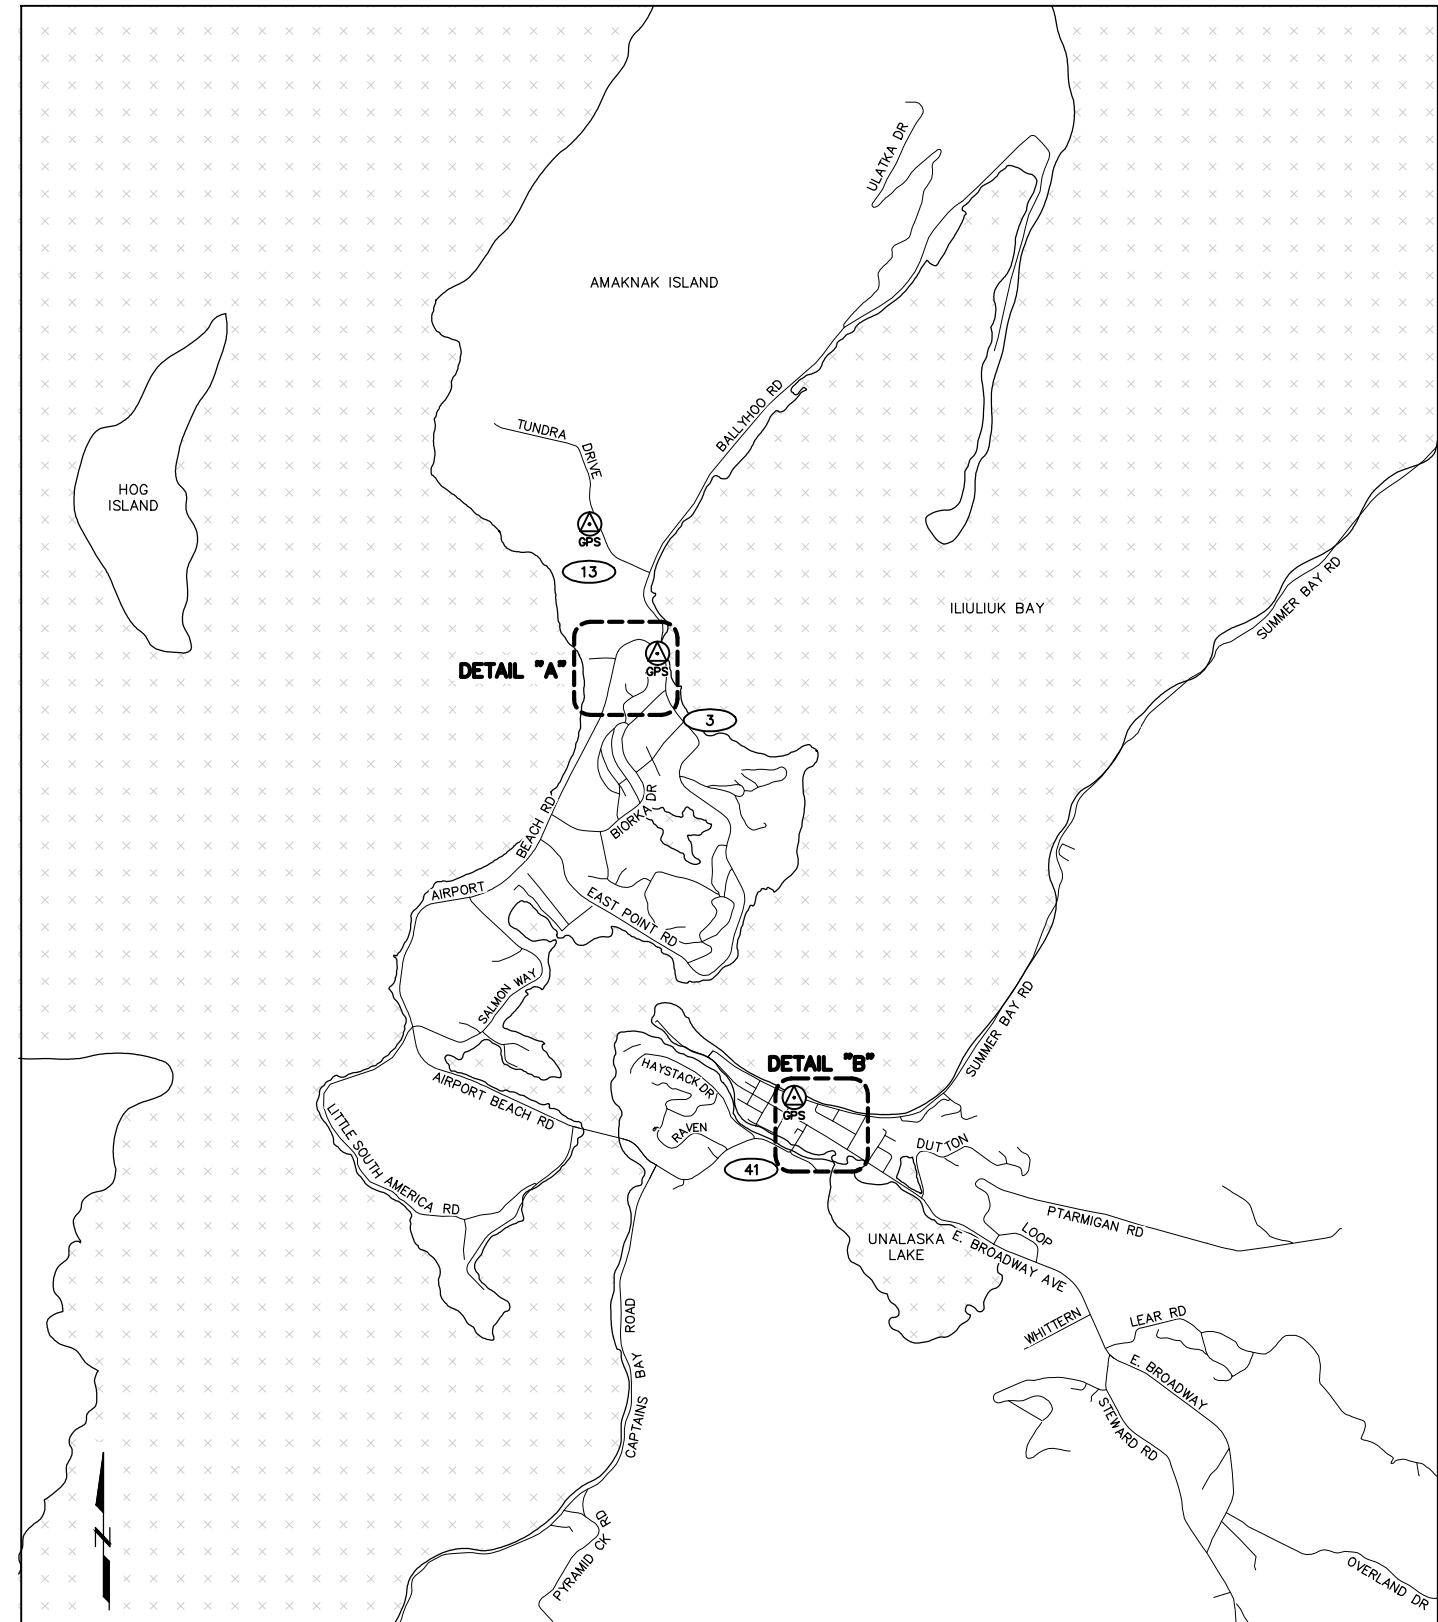 ULATKA DR
AMAKNAK ISLAND
BALLYHOO RD
TUNDRA
DRIVE
HOG
ISLAND
GPS
13
ILIULIUK BAY
SUMMER BAY RD
DETAIL "A"
GPS
3
BIORKA DR
BEACH RD
AIRPORT
EAST POINT RD
SALMON WAY
SUMMER BAY RD
DETAIL "B"
HAYSTACK DR
GPS
AIRPORT BEACH RD
RAVEN
DUTTON
41
LITTLE SOUTH AMERICA RD
PTARMIGAN RD
UNALASKA
LAKE
LOOP
E. BROADWAY AVE
WHITTERN
LEAR RD
CAPTAINS BAY ROAD
E. BROADWAY
STEWARD RD
N
PYRAMID CK RD
OVERLAND DR